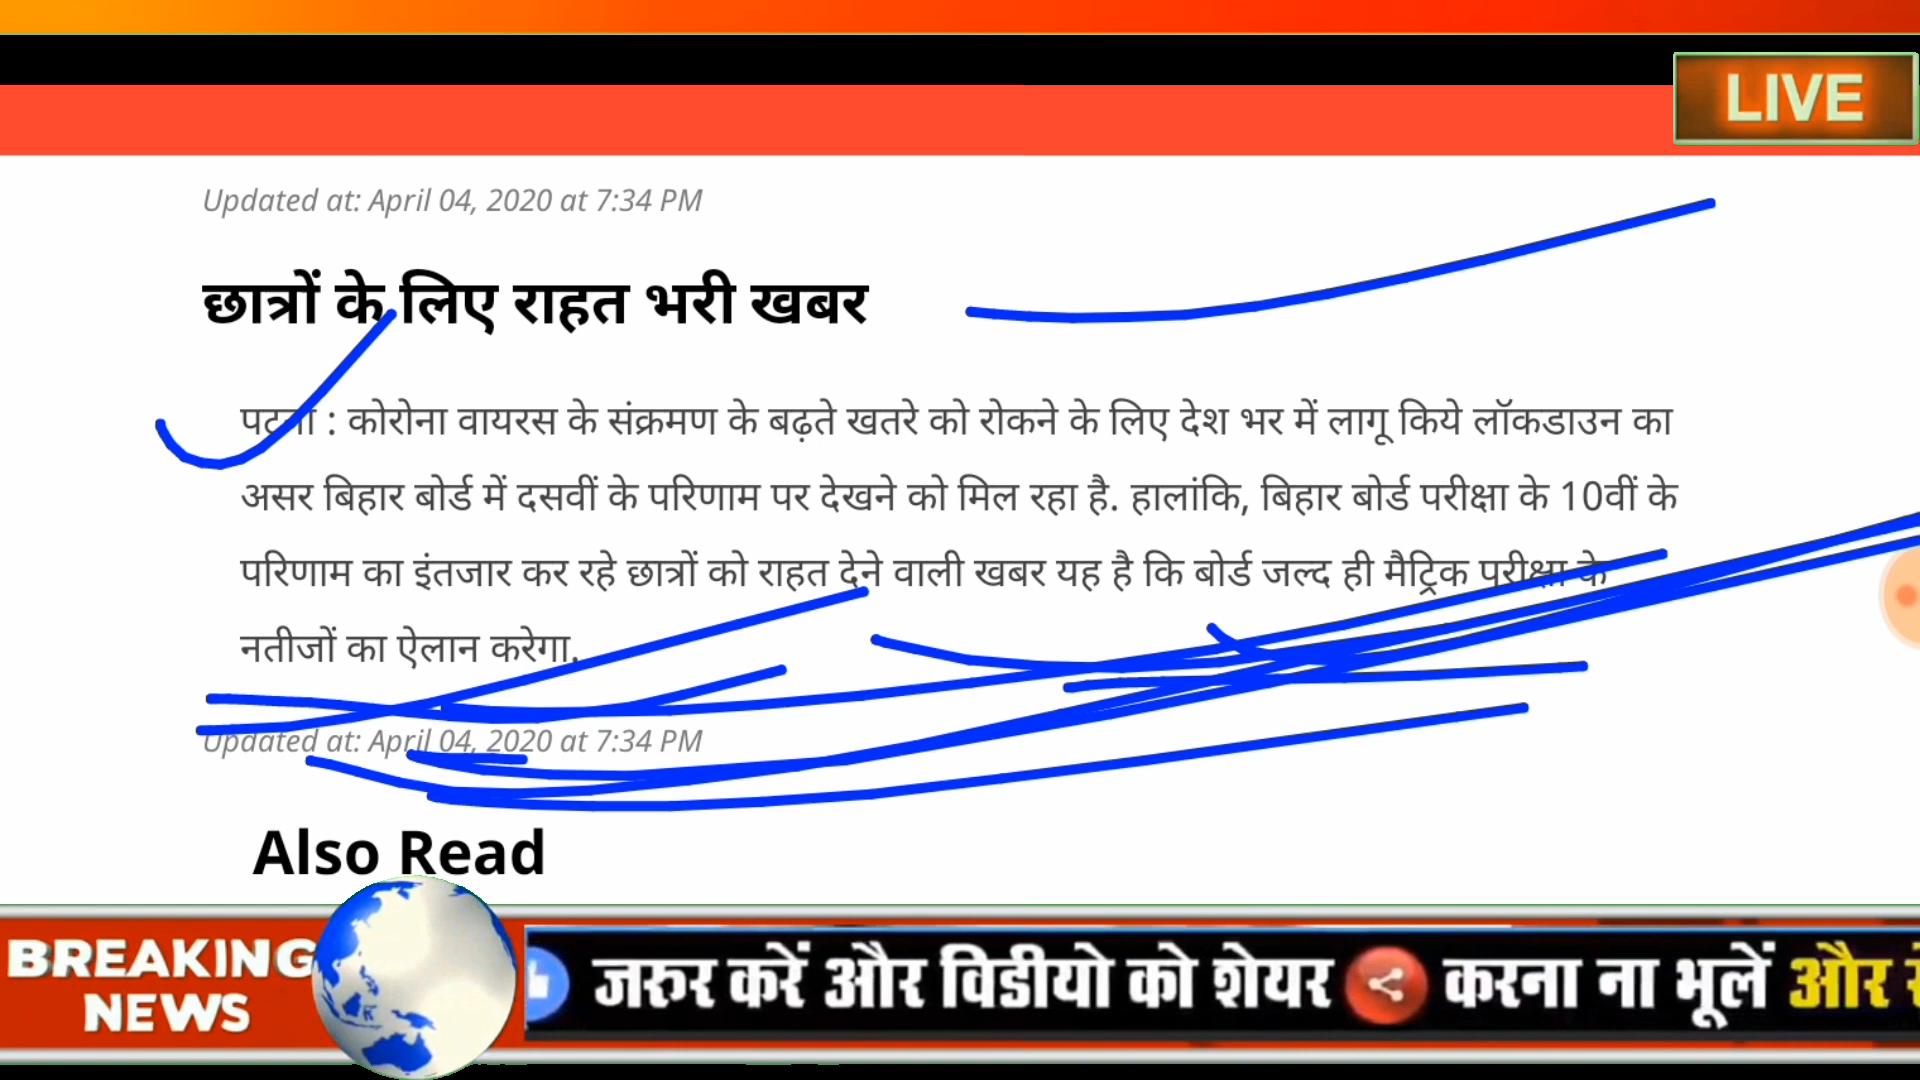 LIVE
Updated at: April 04, 2020 at 7:34 PM
छात्रों के लिए राहत भरी खबर
पटना : कोरोना वायरस के संक्रमण के बढ़ते खतरे को रोकने के लिए देश भर में लागू किये लॉकडाउन का
असर बिहार बोर्ड में दसवीं के परिणाम पर देखने को मिल रहा है. हालांकि, बिहार बोर्ड परीक्षा के 10वीं के
परिणाम का इंतजार कर रहे छात्रों को राहत देने वाली खबर यह है कि बोर्ड जल्द ही मैट्रिक परीक्षा के
नतीजों का ऐलान करेगा.
Updated at: April 04, 2020 at 7:34 PM
Also Read
BREAKING
NEWS
जरुर करें और विडीयो को शेयर करना ना भूलें और